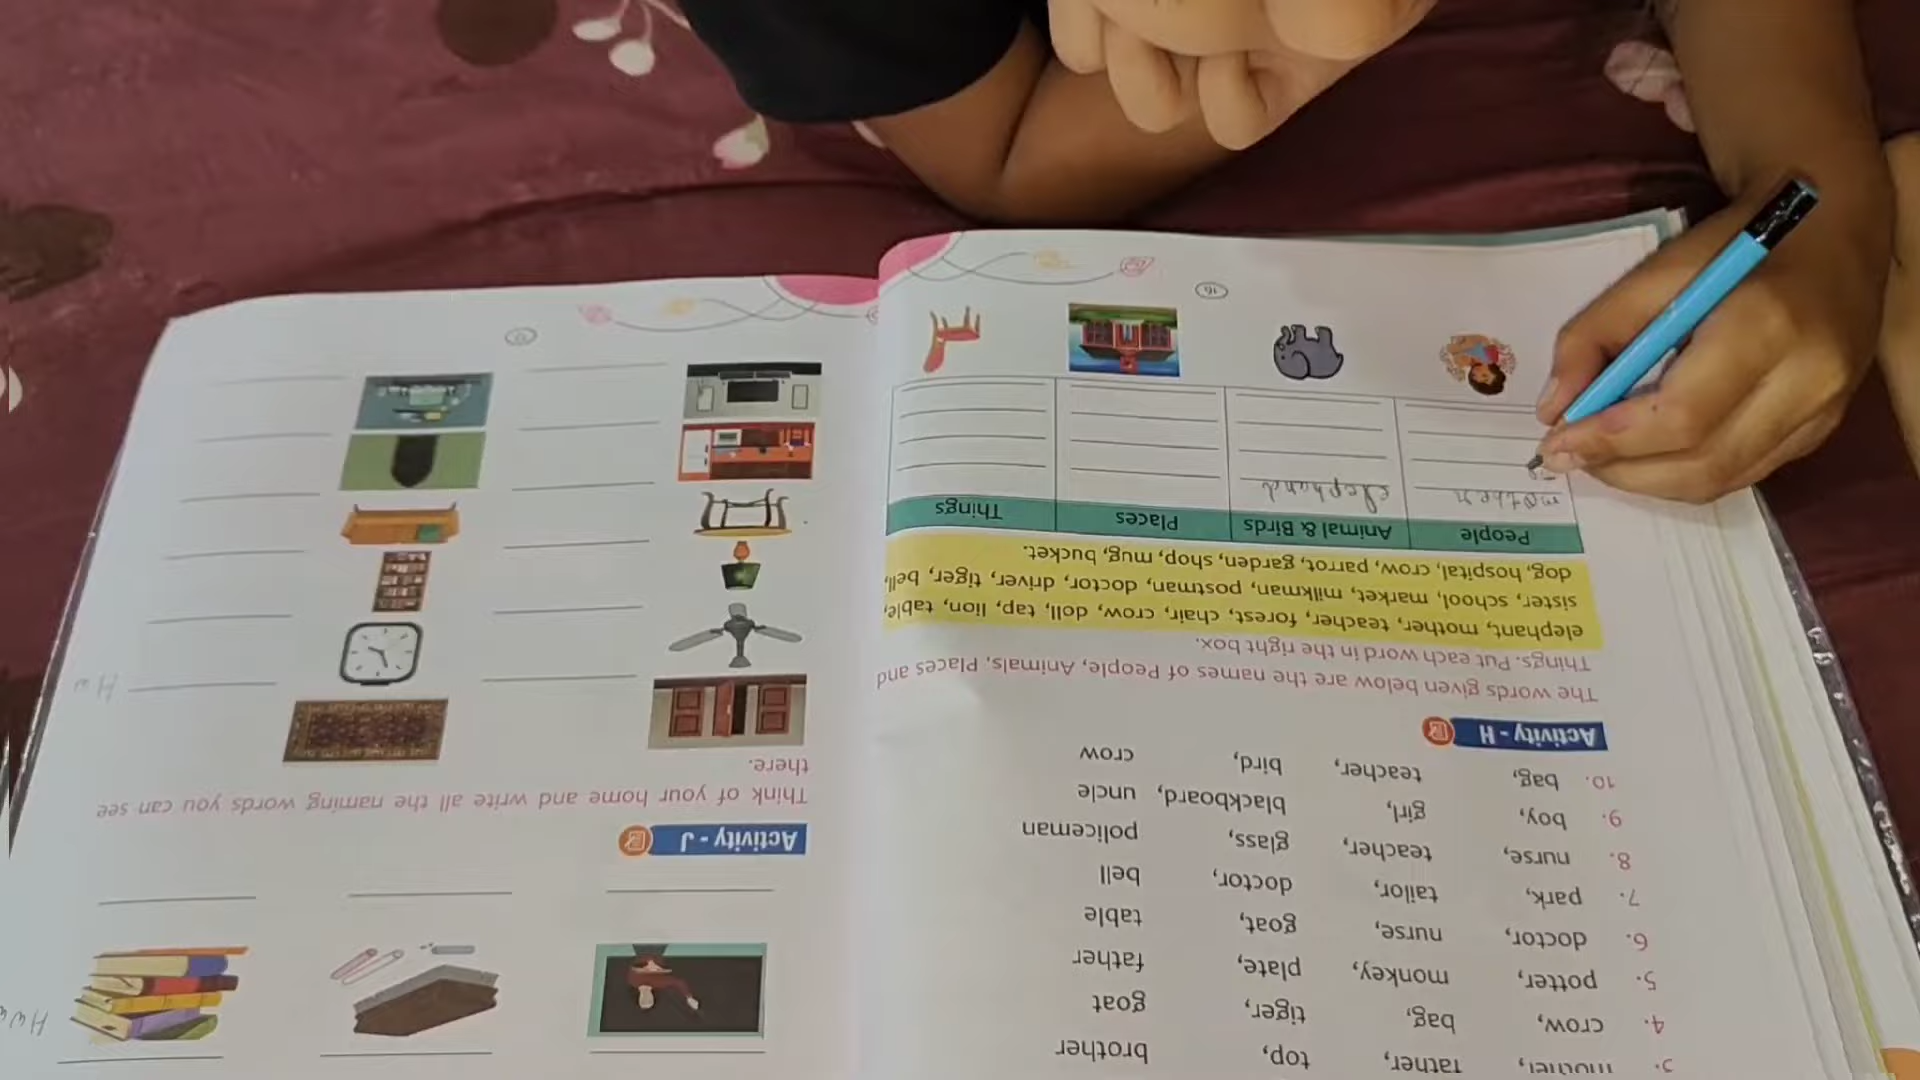 3. mother, father, top, brother
4. crow, bag, tiger, goat
5. potter, monkey, plate, father
6. doctor, nurse, goat, table
7. park, tailor, doctor, bell
8. nurse, teacher, glass, policeman
9. boy, girl, blackboard, uncle
10. bag, teacher, bird, crow
Activity - H
The words given below are the names of People, Animals, Places and
Things. Put each word in the right box.
elephant, mother, teacher, forest, chair, crow, doll, tap, lion, table,
sister, school, market, milkman, postman, doctor, driver, tiger, bell,
dog, hospital, crow, parrot, garden, shop, mug, bucket.
People Animal & Birds Places Things
mother elephand
16
Activity - J
Think of your home and write all the naming words you can see
there.
Hw